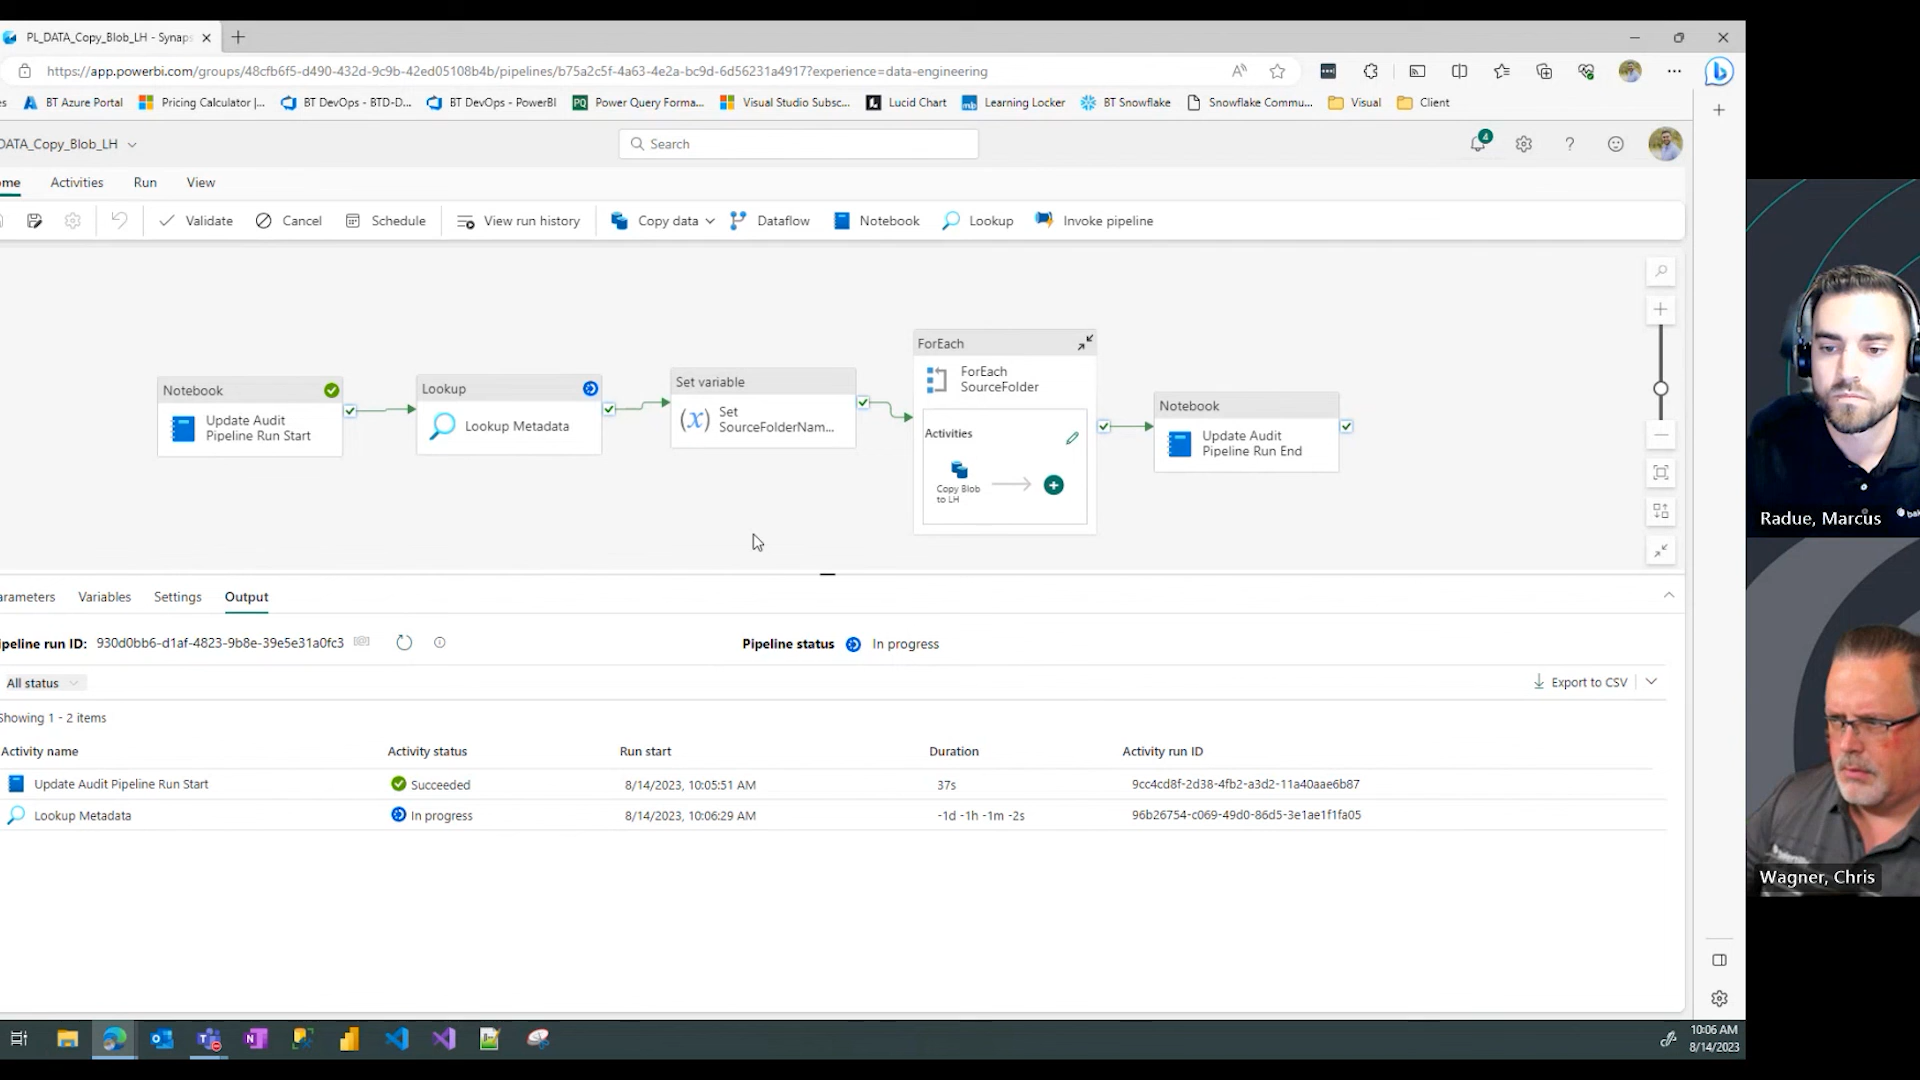 PL_DATA_Copy_Blob_LH - Synaps
https://app.powerbi.com/groups/48cfb6f5-d490-432d-9c9b-42ed05108b4b/pipelines/b75a2c5f-4a63-4e2a-bc9d-6d56231a4917?experience=data-engineering
es BT Azure Portal Pricing Calculator |... BT DevOps - BTD-D... BT DevOps - PowerBI Power Query Forma... Visual Studio Subsc... Lucid Chart Learning Locker BT Snowflake Snowflake Commu... Visual Client
DATA_Copy_Blob_LH
Search
4
ome Activities Run View
Validate Cancel Schedule View run history Copy data Dataflow Notebook Lookup Invoke pipeline
Notebook
Update Audit
Pipeline Run Start
Lookup
Lookup Metadata
Set variable
(x)
Set
SourceFolderNam...
ForEach
ForEach
SourceFolder
Activities
Copy Blob
to LH
Notebook
Update Audit
Pipeline Run End
Radue, Marcus
arameters Variables Settings Output
ipeline run ID: 930d0bb6-d1af-4823-9b8e-39e5e31a0fc3 Pipeline status In progress
All status Export to CSV
Showing 1 - 2 items
Activity name Activity status Run start Duration Activity run ID
Update Audit Pipeline Run Start Succeeded 8/14/2023, 10:05:51 AM 37s 9cc4cd8f-2d38-4fb2-a3d2-11a40aae6b87
Lookup Metadata In progress 8/14/2023, 10:06:29 AM -1d -1h -1m -2s 96b26754-c069-49d0-86d5-3e1ae1f1fa05
Wagner, Chris
10:06 AM
8/14/2023